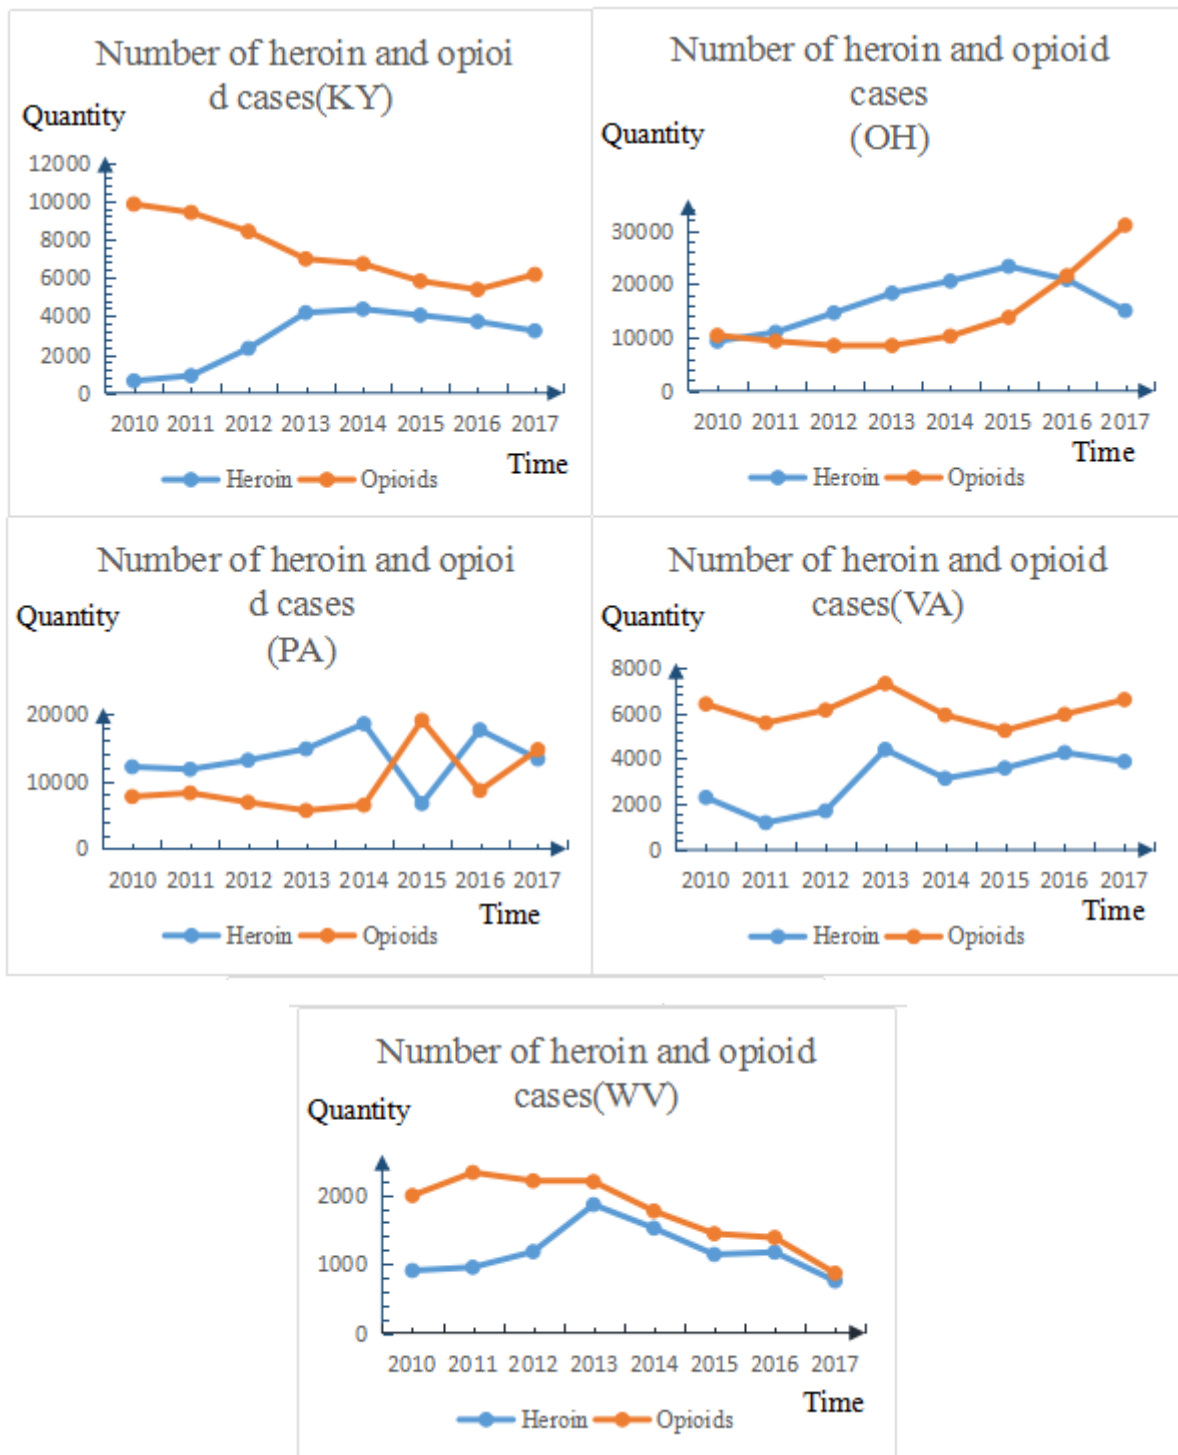 Number of heroin and opioi
d cases(KY)
Quantity
12000
10000
8000
6000
4000
2000
0
2010 2011 2012 2013 2014 2015 2016 2017
Time
Heroin Opioids
Number of heroin and opioid
cases
(OH)
Quantity
30000
20000
10000
0
2010 2011 2012 2013 2014 2015 2016 2017
Time
Heroin Opioids
Number of heroin and opioi
d cases
(PA)
Quantity
20000
10000
0
2010 2011 2012 2013 2014 2015 2016 2017
Time
Heroin Opioids
Number of heroin and opioid
cases(VA)
Quantity
8000
6000
4000
2000
0
2010 2011 2012 2013 2014 2015 2016 2017
Time
Heroin Opioids
Number of heroin and opioid
cases(WV)
Quantity
2000
1000
0
2010 2011 2012 2013 2014 2015 2016 2017
Time
Heroin Opioids